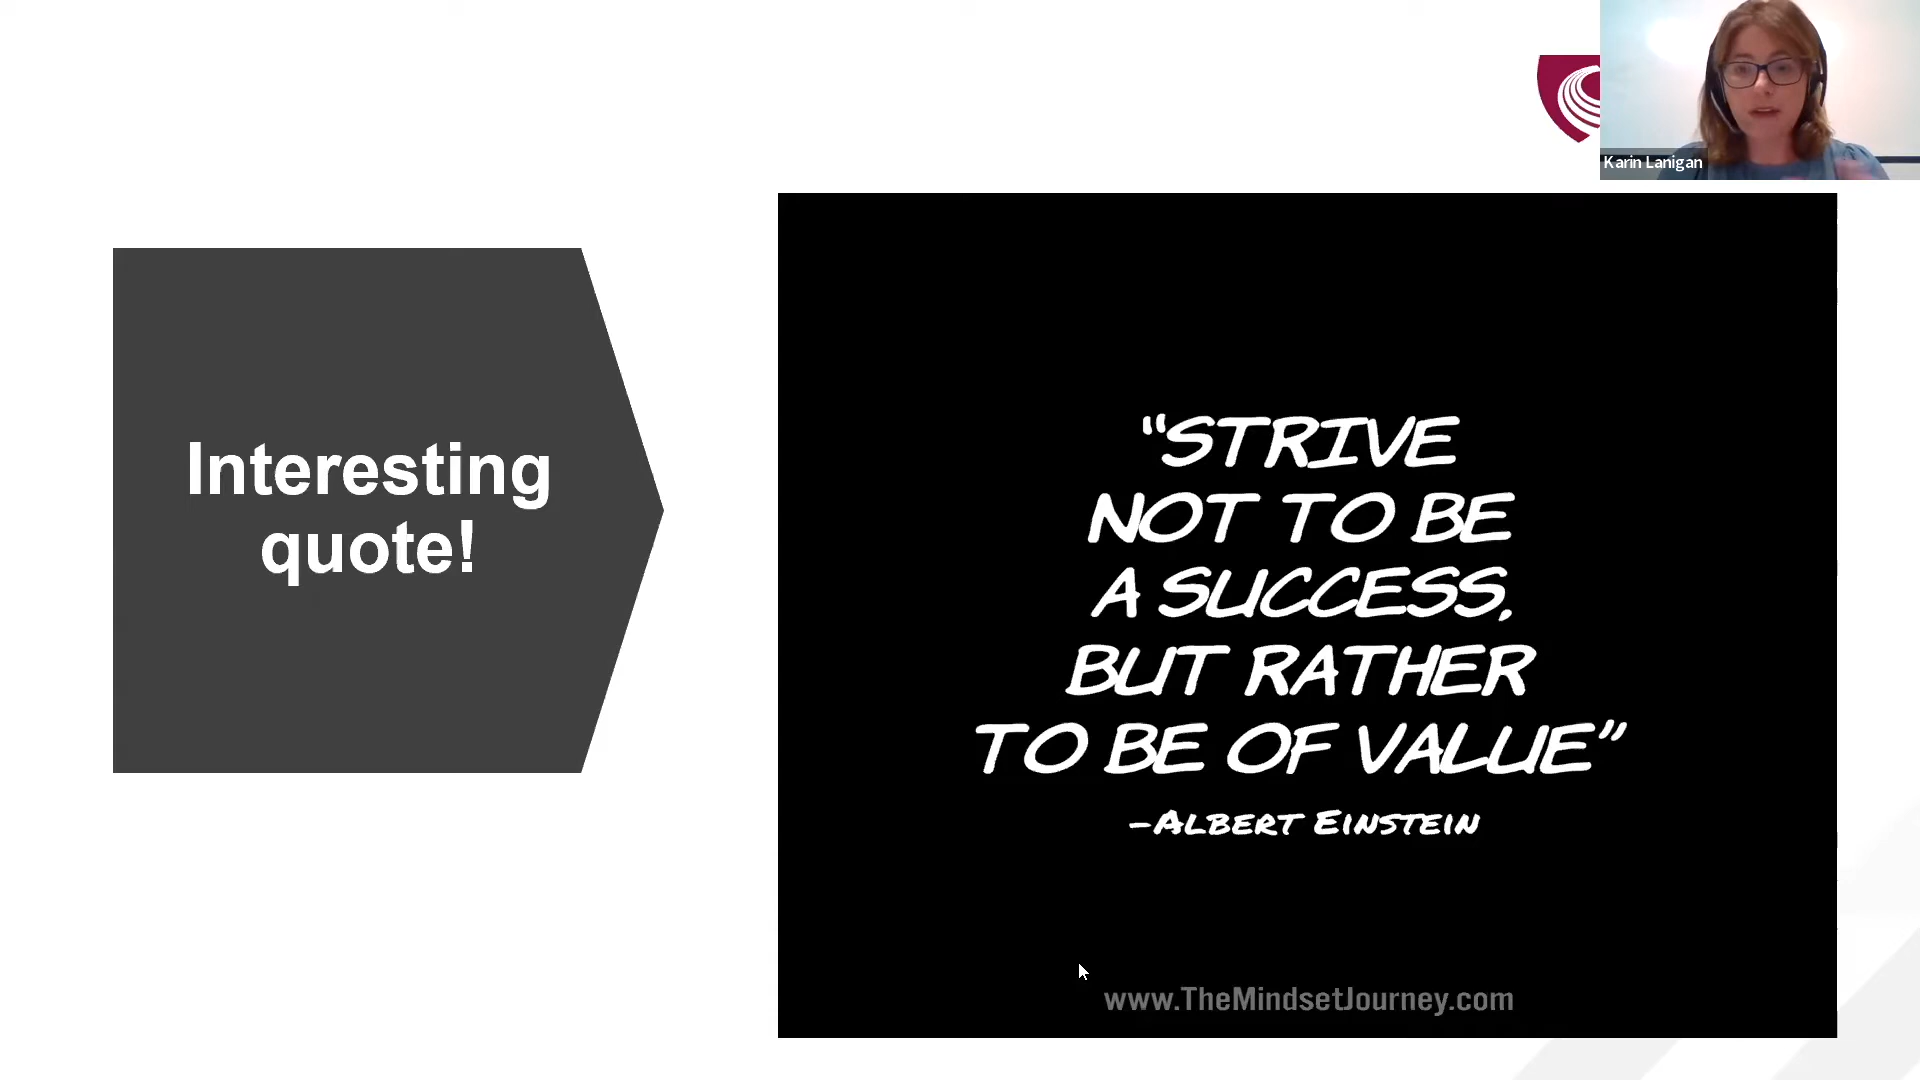 Karin Lanigan
Interesting
quote!
“STRIVE
NOT TO BE
A SUCCESS,
BUT RATHER
TO BE OF VALUE”
–ALBERT EINSTEIN
www.TheMindsetJourney.com